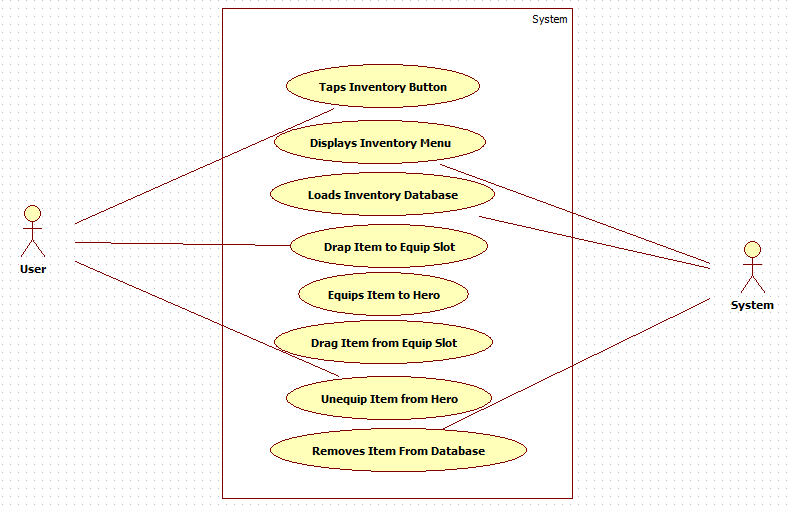 System
Taps Inventory Button
Displays Inventory Menu
Loads Inventory Database
Drap Item to Equip Slot
User
Equips Item to Hero
System
Drag Item from Equip Slot
Unequip Item from Hero
Removes Item From Database